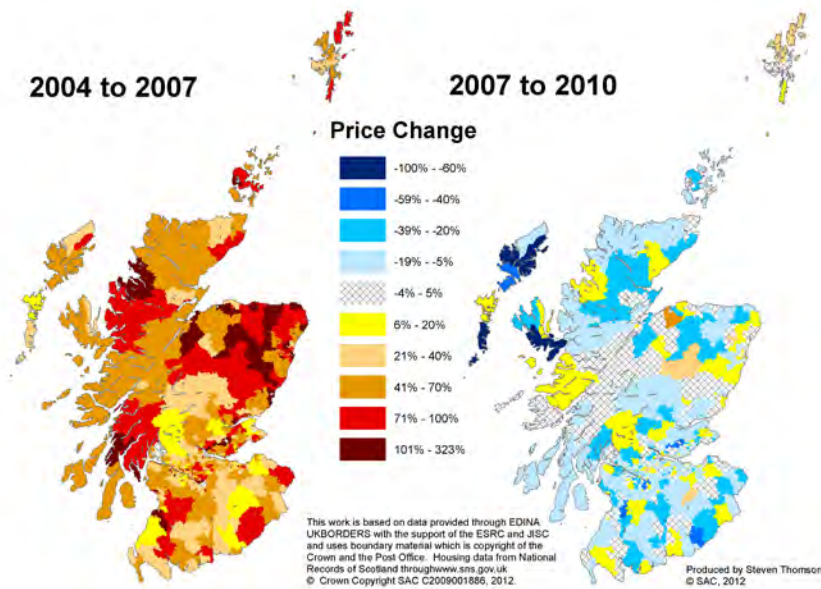 2004 to 2007
2007 to 2010
Price Change
-100% - -60%
-59% - -40%
-39% - -20%
-19% - -5%
-4% - 5%
6% - 20%
21% - 40%
41% - 70%
71% - 100%
101% - 323%
This work is based on data provided through EDINA
UKBORDERS with the support of the ESRC and JISC
and uses boundary material which is copyright of the
Crown and the Post Office. Housing data from National
Records of Scotland throughwww.sns.gov.uk
© Crown Copyright SAC C2009001886, 2012.
Produced by Steven Thomson
© SAC, 2012